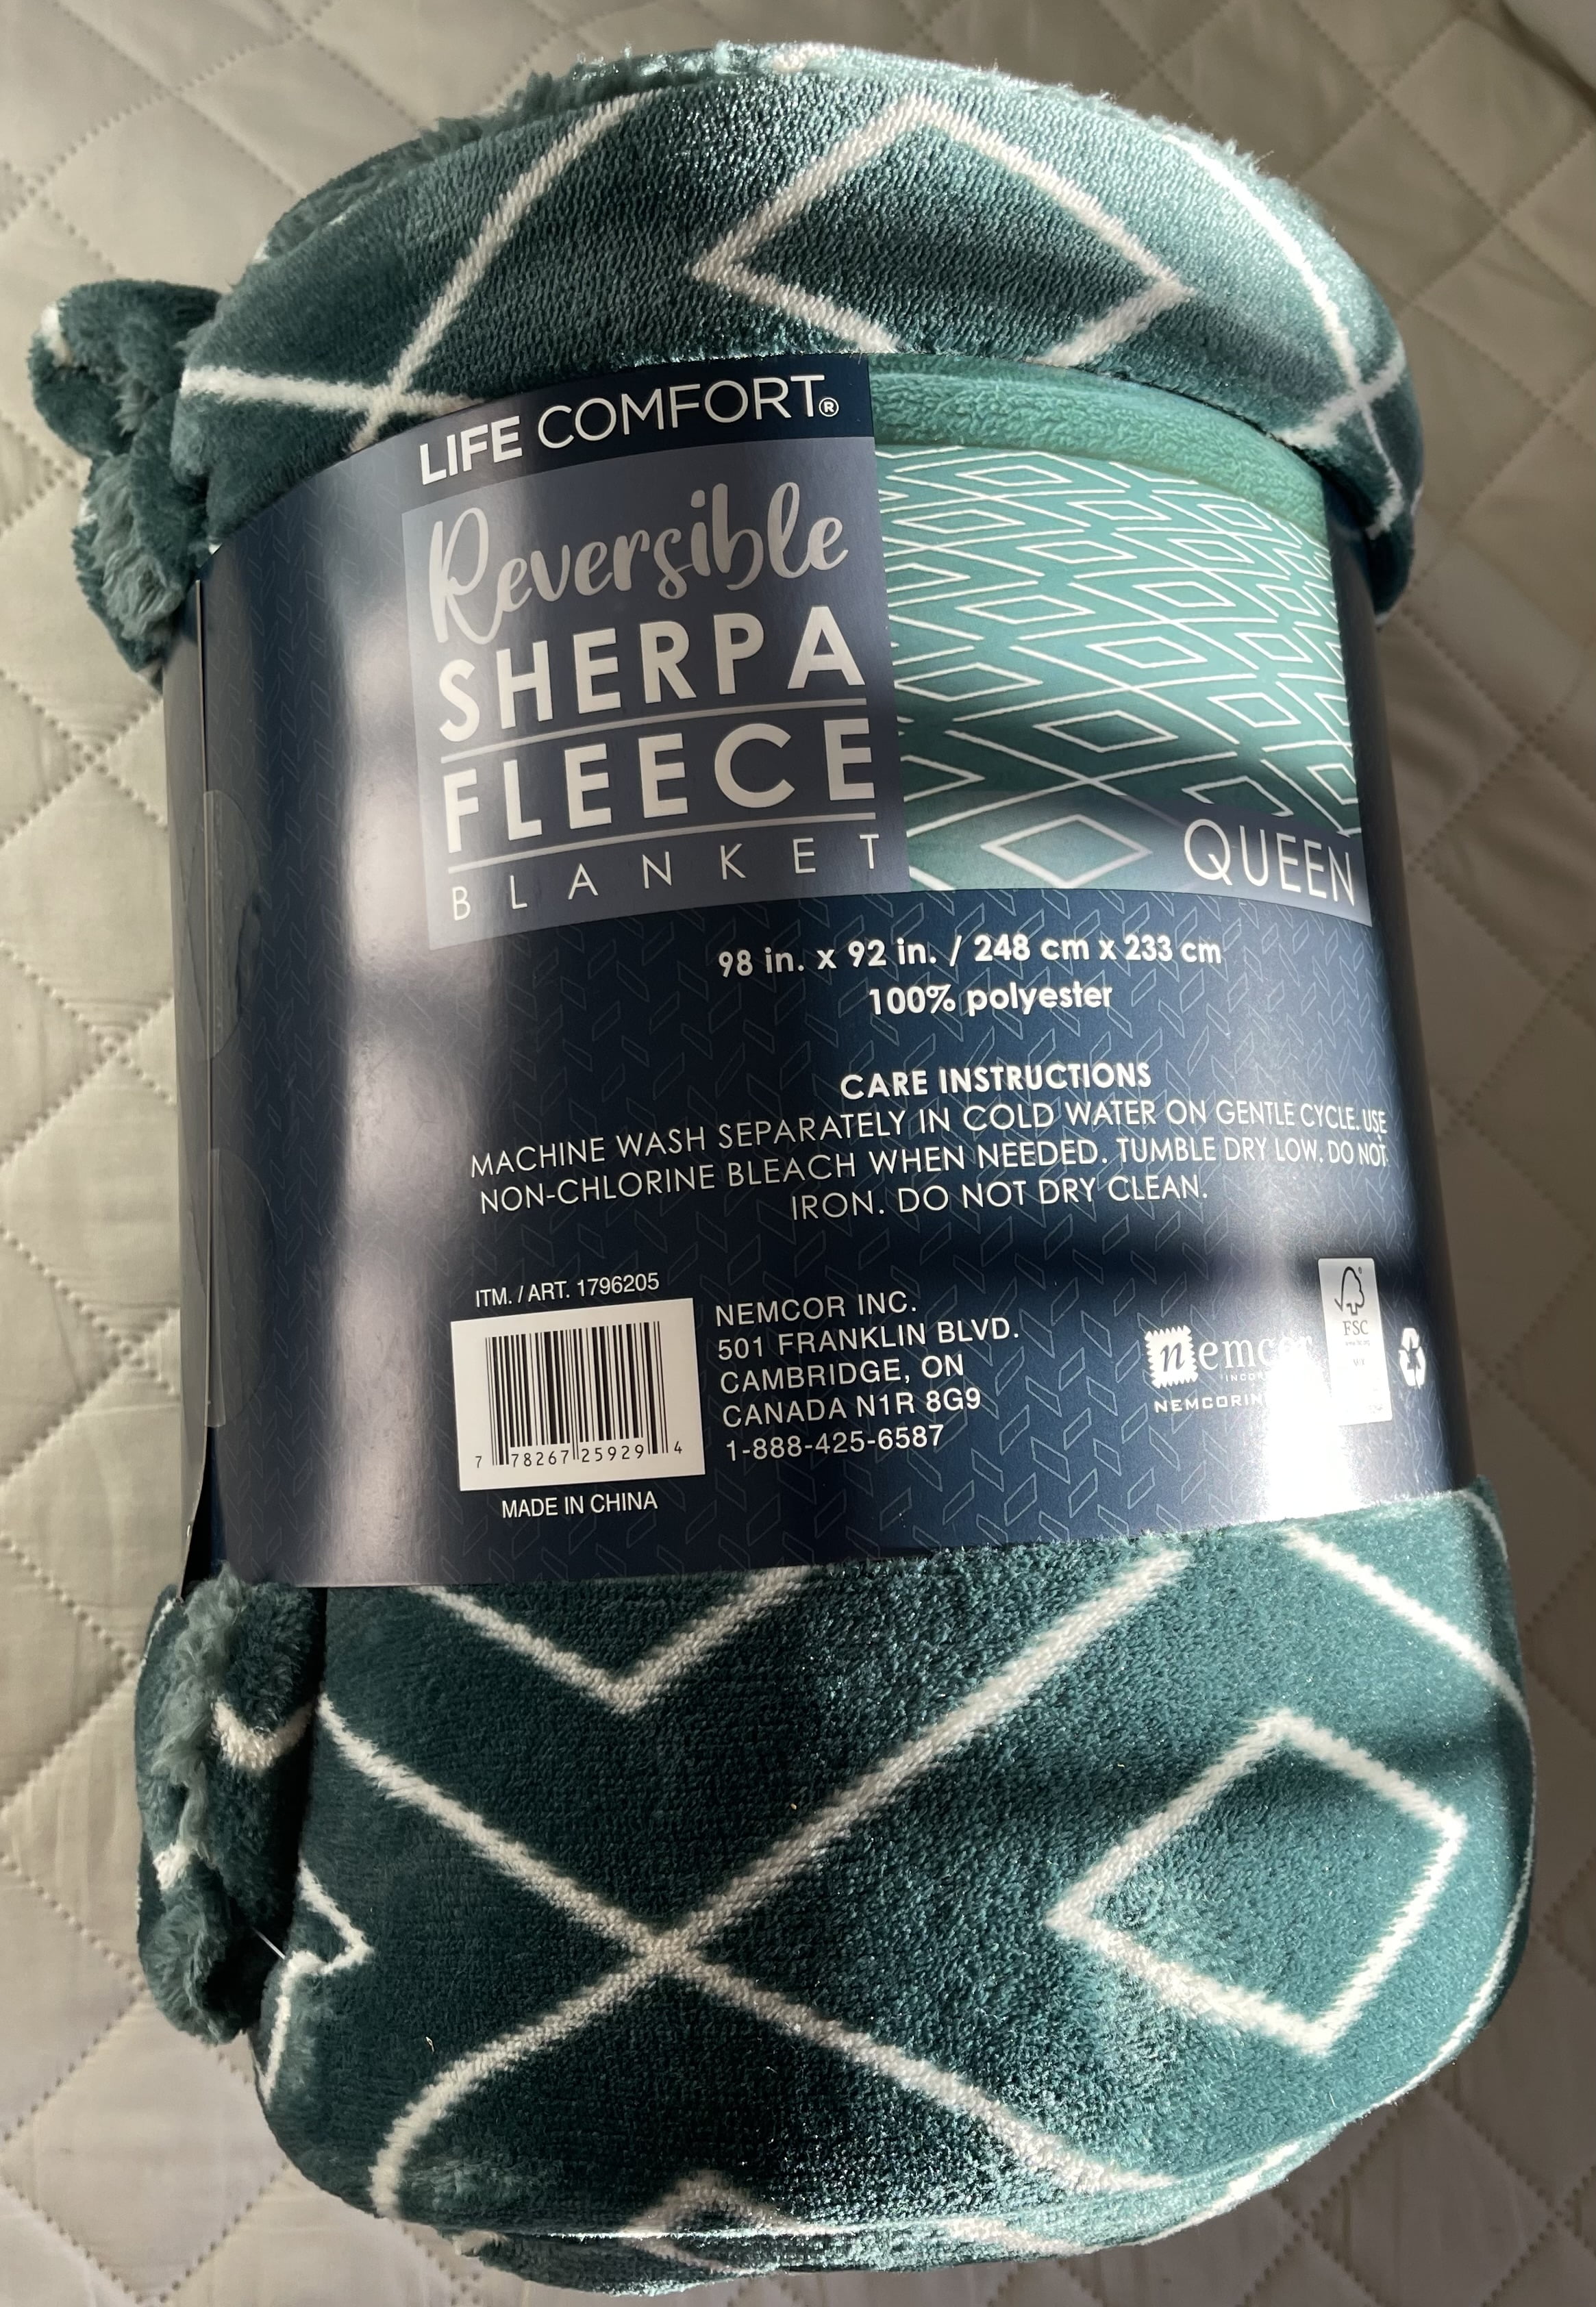 LIFE COMFORT®
Reversible
SHERPA
FLEECE
BLANKET
QUEEN
98 in. x 92 in. / 248 cm x 233 cm
100% polyester
CARE INSTRUCTIONS
MACHINE WASH SEPARATELY IN COLD WATER ON GENTLE CYCLE. USE
NON-CHLORINE BLEACH WHEN NEEDED. TUMBLE DRY LOW. DO NOT
IRON. DO NOT DRY CLEAN.
ITM. / ART. 1796205
7 78267 25929 4
MADE IN CHINA
NEMCOR INC.
501 FRANKLIN BLVD.
CAMBRIDGE, ON
CANADA N1R 8G9
1-888-425-6587
nemcor
FSC